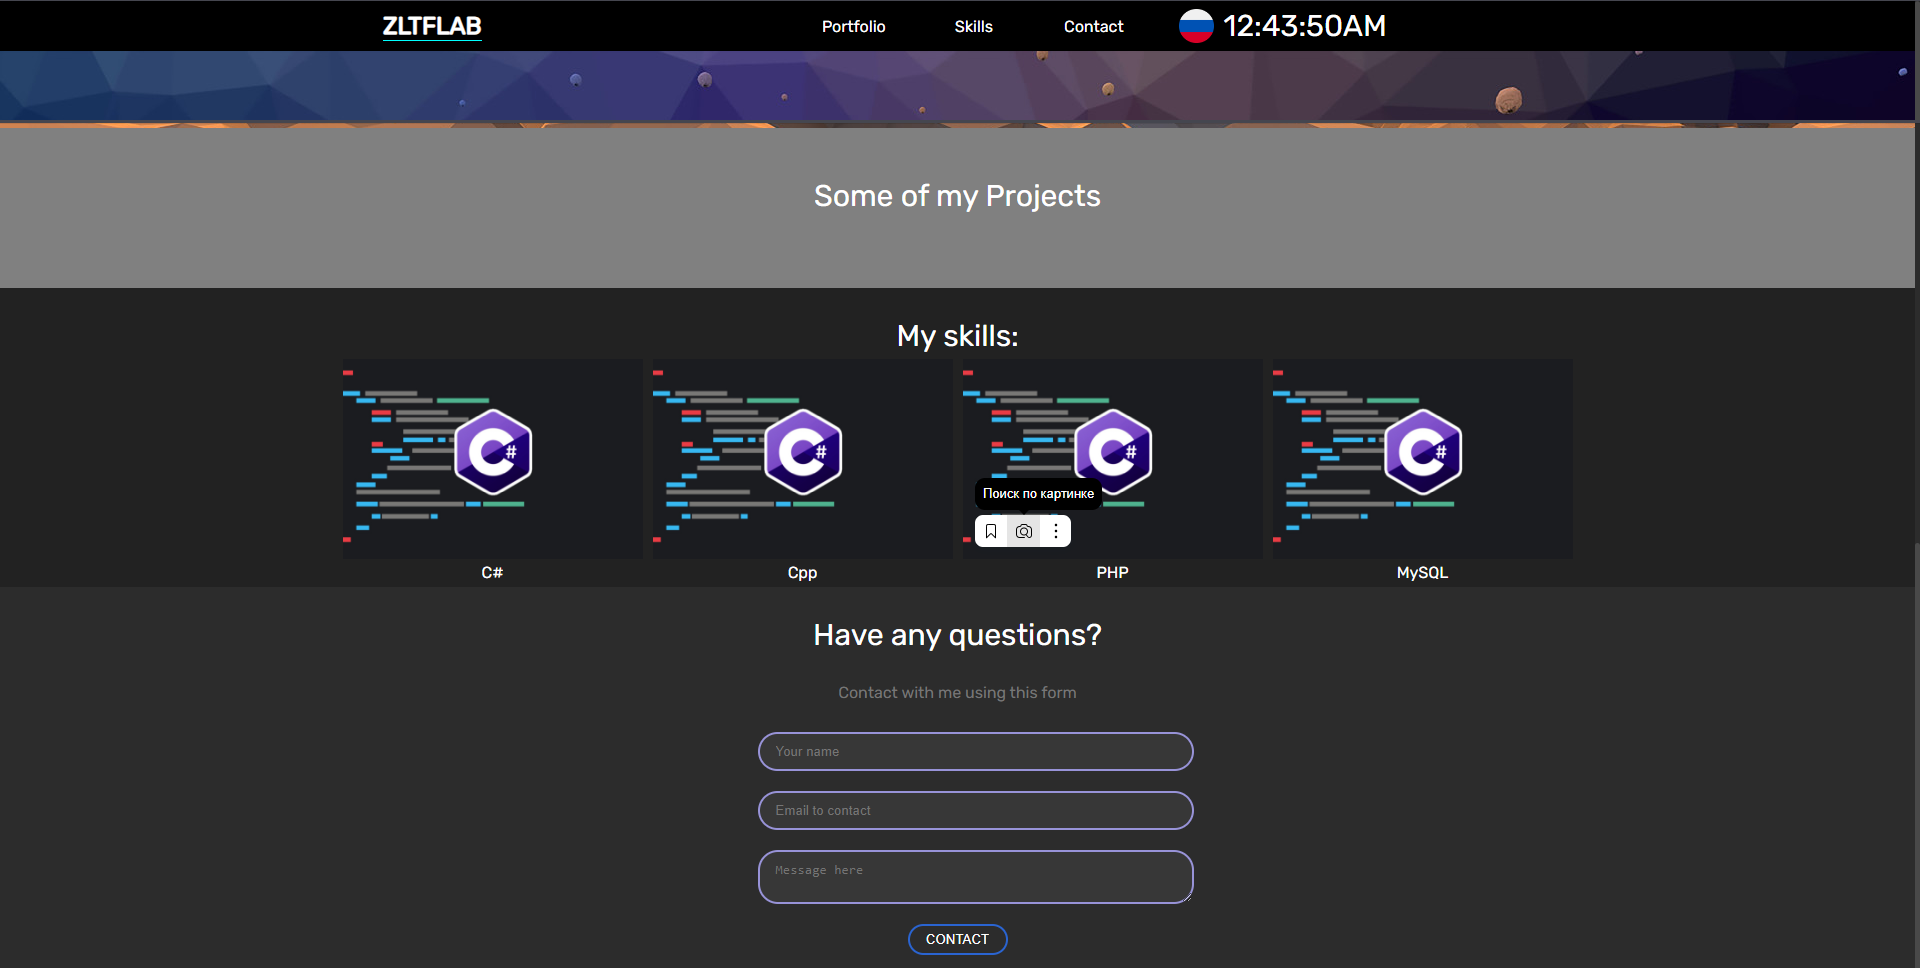 ZLTFLAB
Portfolio
Skills
Contact
12:43:50AM
Some of my Projects
My skills:
C#
C#
C#
C#
Поиск по картинке
C#
Cpp
PHP
MySQL
Have any questions?
Contact with me using this form
Your name
Email to contact
Message here
CONTACT